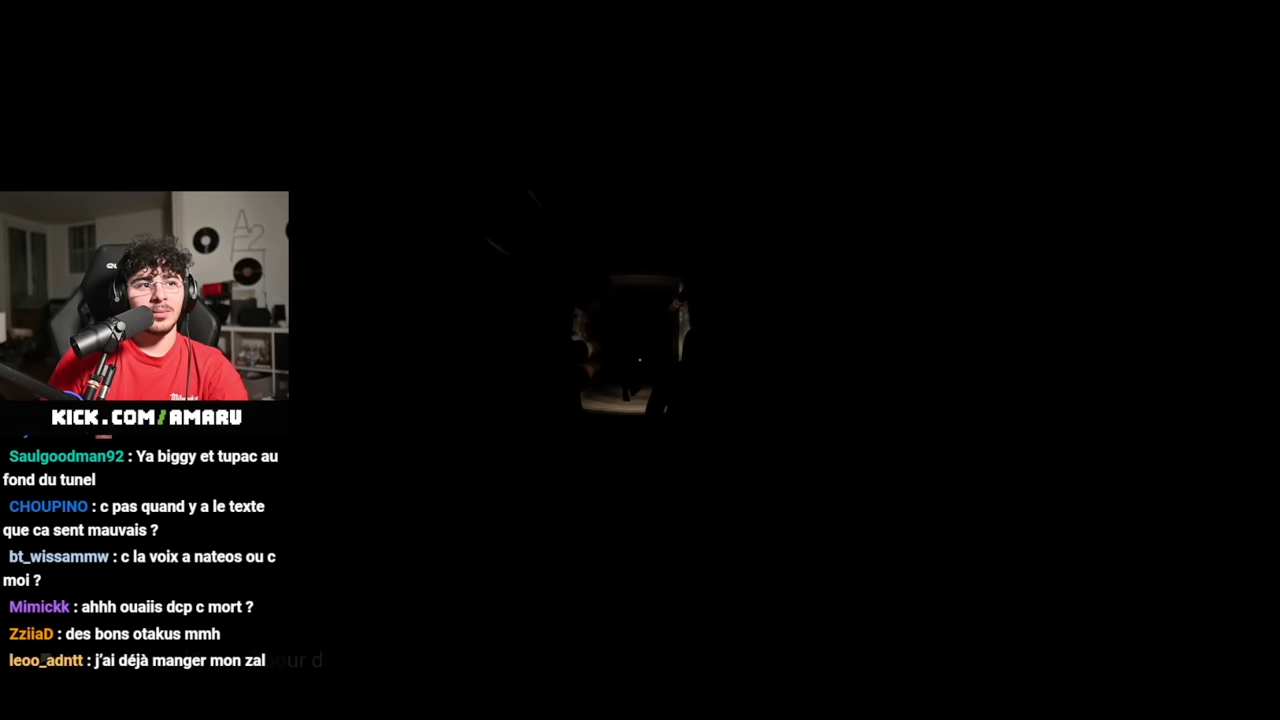 KICK.COM/AMARU
Saulgoodman92 : Ya biggy et tupac au
fond du tunel
CHOUPINO : c pas quand y a le texte
que ca sent mauvais ?
bt_wissammw : c la voix a nateos ou c
moi ?
Mimickk : ahhh ouaiis dcp c mort ?
ZziiaD : des bons otakus mmh
leoo_adntt : j'ai déjà manger mon zal